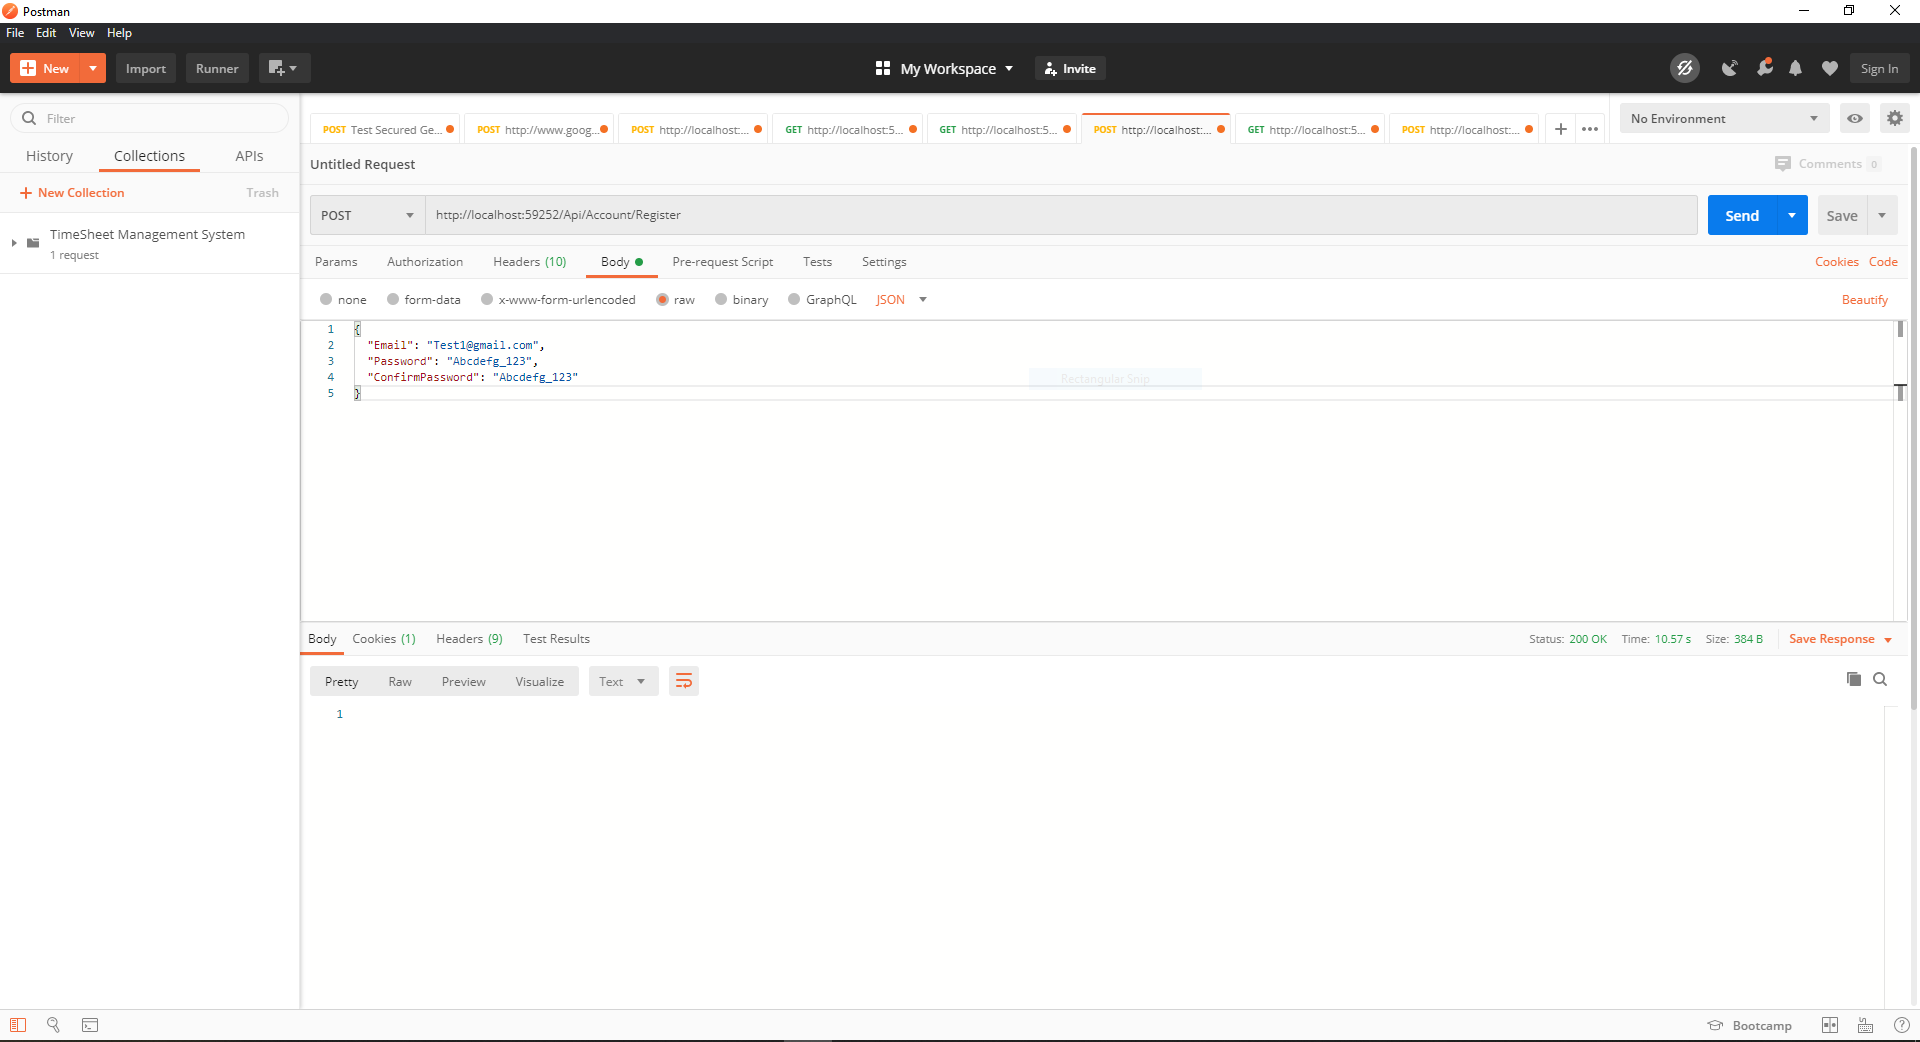 Postman
File Edit View Help
New Import Runner My Workspace Invite Sign In
Filter
History Collections APIs
New Collection Trash
TimeSheet Management System
1 request
POST Test Secured Ge... POST http://www.goog... POST http://localhost:... GET http://localhost:5... GET http://localhost:5... POST http://localhost:... GET http://localhost:5... POST http://localhost:... No Environment
Untitled Request Comments 0
POST http://localhost:59252/Api/Account/Register Send Save
Params Authorization Headers (10) Body Pre-request Script Tests Settings Cookies Code
none form-data x-www-form-urlencoded raw binary GraphQL JSON Beautify
1 {
2 "Email": "Test1@gmail.com",
3 "Password": "Abcdefg_123",
4 "ConfirmPassword": "Abcdefg_123"
Rectangular Snip
5 }
Body Cookies (1) Headers (9) Test Results Status: 200 OK Time: 10.57 s Size: 384 B Save Response
Pretty Raw Preview Visualize Text
1
Bootcamp